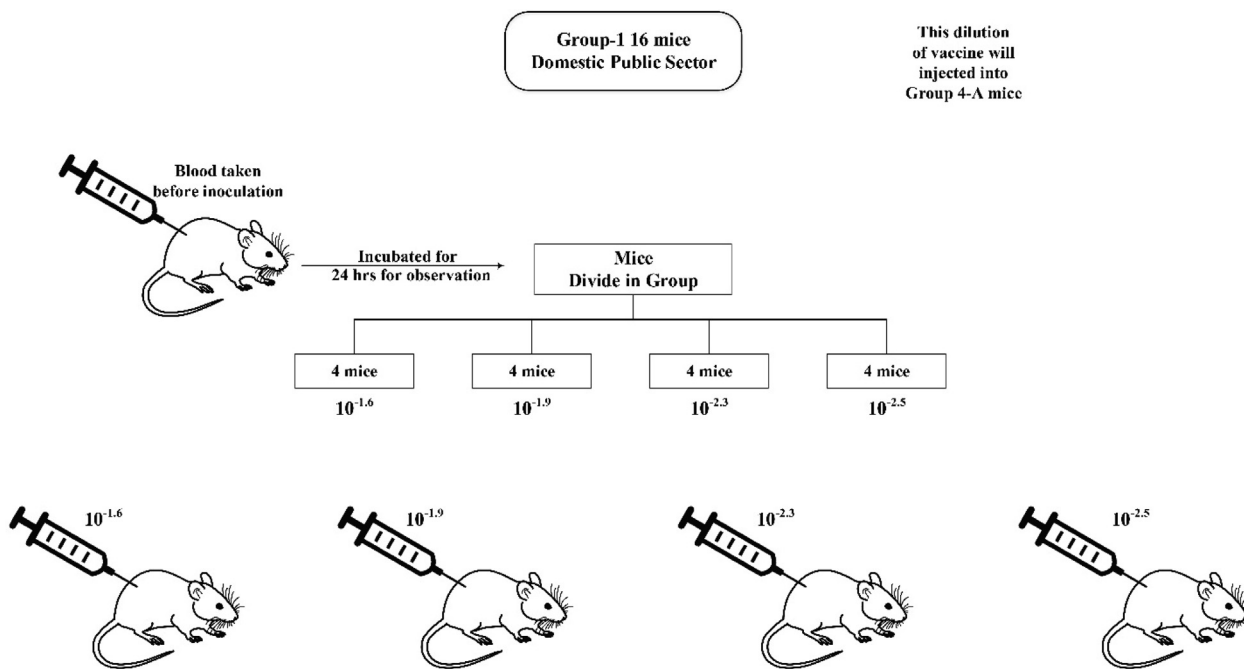 Group-1 16 mice
Domestic Public Sector
This dilution
of vaccine will
injected into
Group 4-A mice
Blood taken
before inoculation
Incubated for
24 hrs for observation
Mice
Divide in Group
4 mice
4 mice
4 mice
4 mice
10⁻¹·⁶
10⁻¹·⁹
10⁻²·³
10⁻²·⁵
10⁻¹·⁶
10⁻¹·⁹
10⁻²·³
10⁻²·⁵